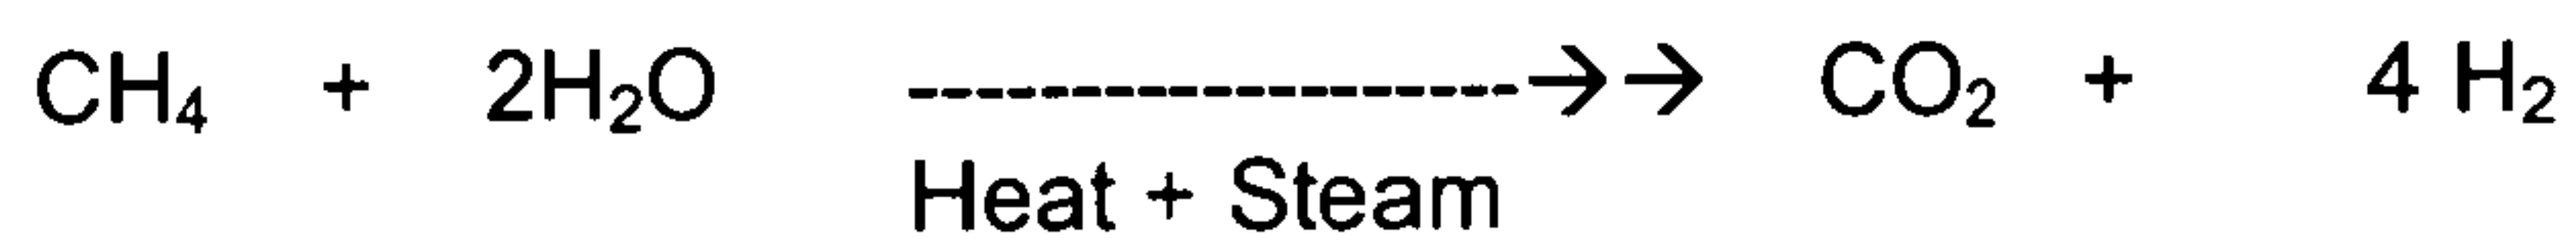 CH₄ + 2H₂O -------------------→→ CO₂ + 4 H₂
Heat + Steam